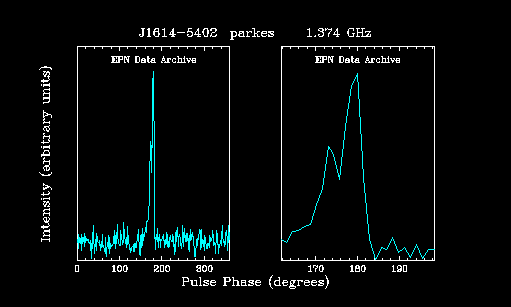 J1614-5402 parkes 1.374 GHz
EPN Data Archive EPN Data Archive
Intensity (arbitrary units)
0 100 200 300 170 180 190
Pulse Phase (degrees)